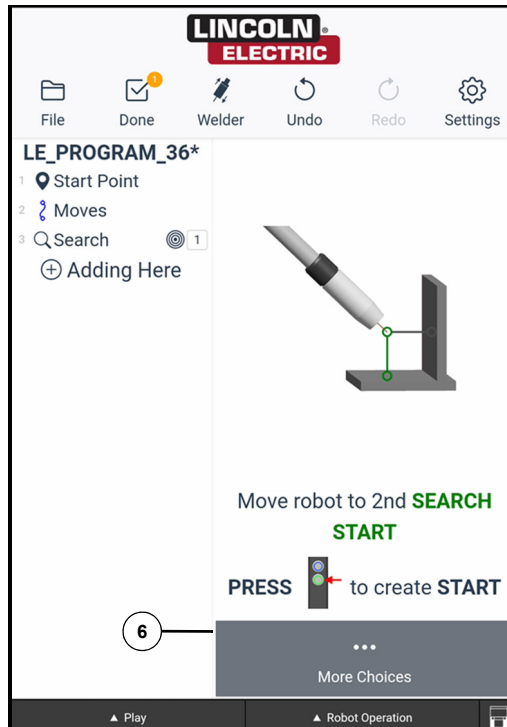 LINCOLN®
ELECTRIC
1
File Done Welder Undo Redo Settings
LE_PROGRAM_36*
1 Start Point
2 Moves
3 Search 1
Adding Here
Move robot to 2nd SEARCH
START
PRESS to create START
6
More Choices
▲ Play ▲ Robot Operation